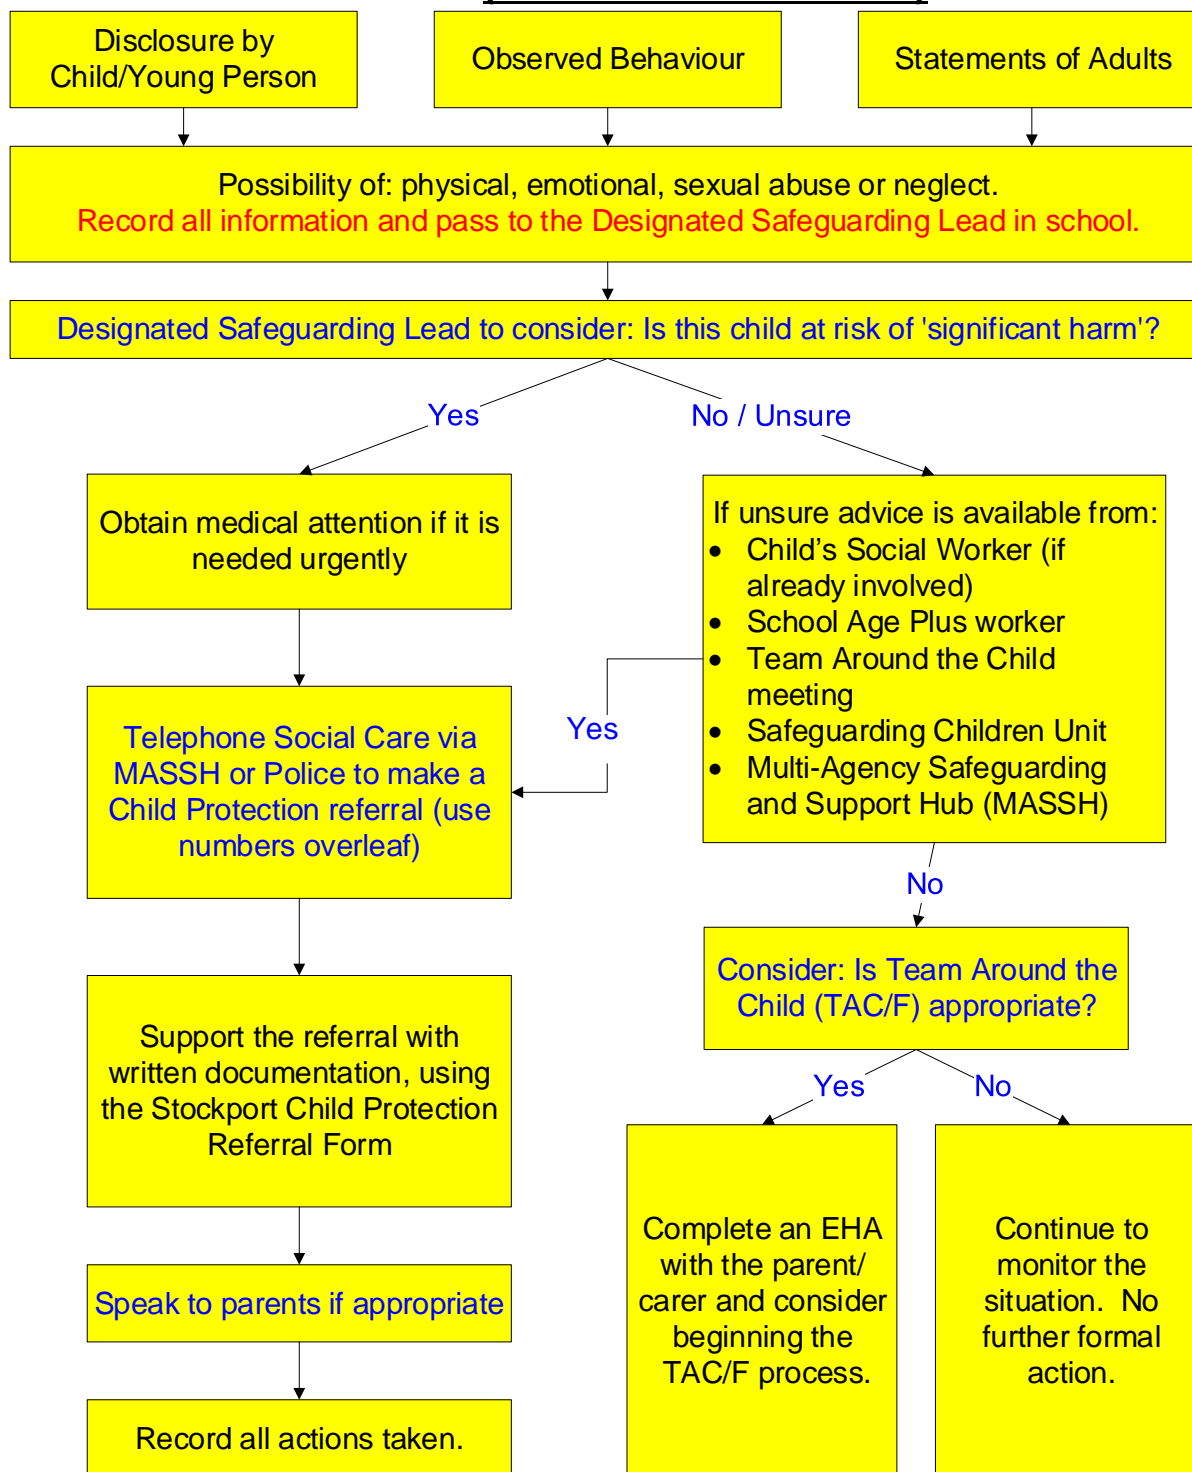 Disclosure by
Child/Young Person
Observed Behaviour
Statements of Adults
Possibility of: physical, emotional, sexual abuse or neglect.
Record all information and pass to the Designated Safeguarding Lead in school.
Designated Safeguarding Lead to consider: Is this child at risk of 'significant harm'?
Yes
No / Unsure
Obtain medical attention if it is
needed urgently
If unsure advice is available from:
• Child’s Social Worker (if
already involved)
• School Age Plus worker
• Team Around the Child
meeting
• Safeguarding Children Unit
• Multi-Agency Safeguarding
and Support Hub (MASSH)
Yes
Telephone Social Care via
MASSH or Police to make a
Child Protection referral (use
numbers overleaf)
No
Consider: Is Team Around the
Child (TAC/F) appropriate?
Support the referral with
written documentation, using
the Stockport Child Protection
Referral Form
Yes
No
Complete an EHA
with the parent/
carer and consider
beginning the
TAC/F process.
Continue to
monitor the
situation.  No
further formal
action.
Speak to parents if appropriate
Record all actions taken.